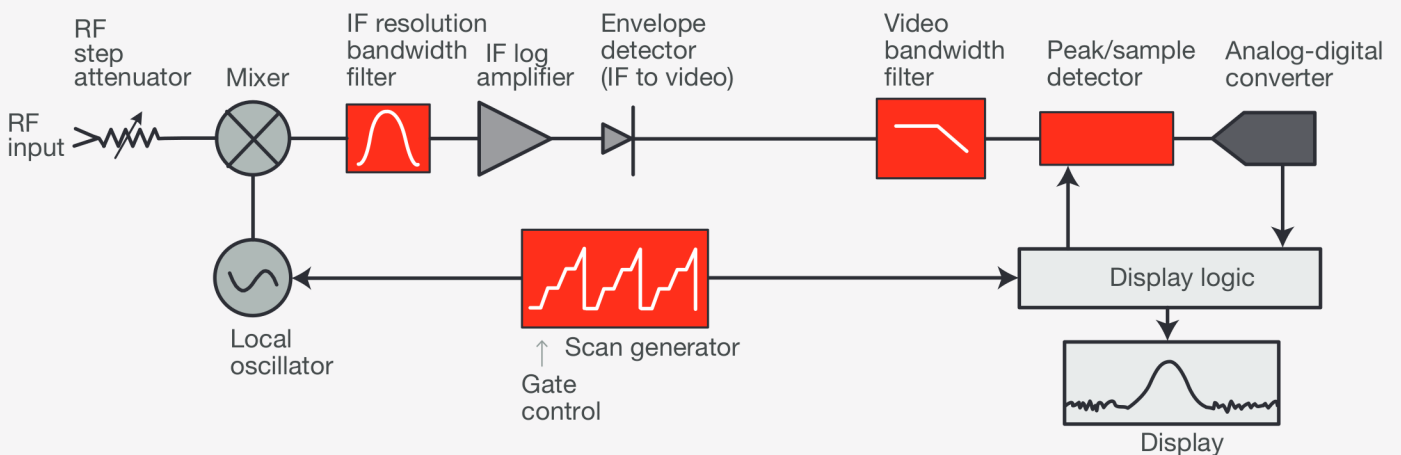 RF
step
attenuator
Mixer
IF resolution
bandwidth
filter
IF log
amplifier
Envelope
detector
(IF to video)
Video
bandwidth
filter
Peak/sample
detector
Analog-digital
converter
RF
input
Local
oscillator
Scan generator
Gate
control
Display logic
Display